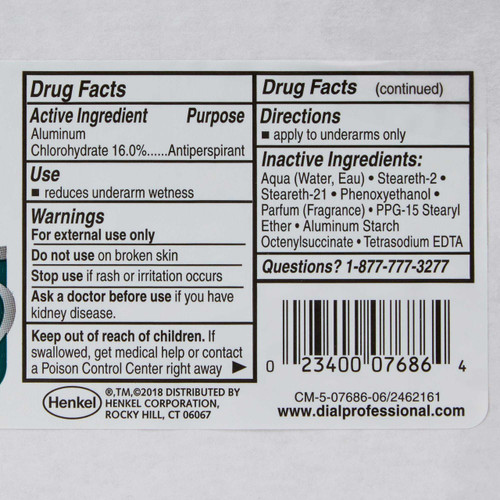 Drug Facts
Active Ingredient Purpose
Aluminum
Chlorohydrate 16.0%......Antiperspirant
Use
▪ reduces underarm wetness
Warnings
For external use only
Do not use on broken skin
Stop use if rash or irritation occurs
Ask a doctor before use if you have
kidney disease.
Keep out of reach of children. If
swallowed, get medical help or contact
a Poison Control Center right away ►
Henkel
®,TM,©2018 DISTRIBUTED BY
HENKEL CORPORATION,
ROCKY HILL, CT 06067
Drug Facts (continued)
Directions
▪ apply to underarms only
Inactive Ingredients:
Aqua (Water, Eau) • Steareth-2 •
Steareth-21 • Phenoxyethanol •
Parfum (Fragrance) • PPG-15 Stearyl
Ether • Aluminum Starch
Octenylsuccinate • Tetrasodium EDTA
Questions? 1-877-777-3277
0 23400 07686 4
CM-5-07686-06/2462161
www.dialprofessional.com